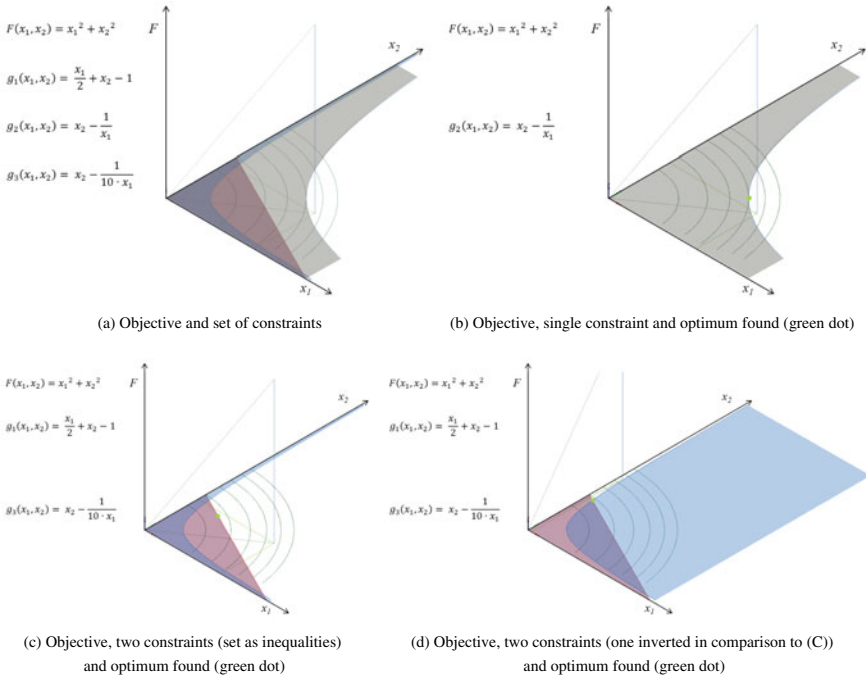 F(x₁,x₂) = x₁² + x₂²
g₁(x₁,x₂) = x₁/2 + x₂ − 1
g₂(x₁,x₂) = x₂ − 1/x₁
g₃(x₁,x₂) = x₂ − 1/(10 · x₁)
F
x₂
x₁
(a) Objective and set of constraints
F(x₁,x₂) = x₁² + x₂²
g₂(x₁,x₂) = x₂ − 1/x₁
F
x₂
x₁
(b) Objective, single constraint and optimum found (green dot)
F(x₁,x₂) = x₁² + x₂²
g₁(x₁,x₂) = x₁/2 + x₂ − 1
g₃(x₁,x₂) = x₂ − 1/(10 · x₁)
F
x₂
x₁
(c) Objective, two constraints (set as inequalities)
and optimum found (green dot)
F(x₁,x₂) = x₁² + x₂²
g₁(x₁,x₂) = x₁/2 + x₂ − 1
g₃(x₁,x₂) = x₂ − 1/(10 · x₁)
F
x₂
x₁
(d) Objective, two constraints (one inverted in comparison to (C))
and optimum found (green dot)